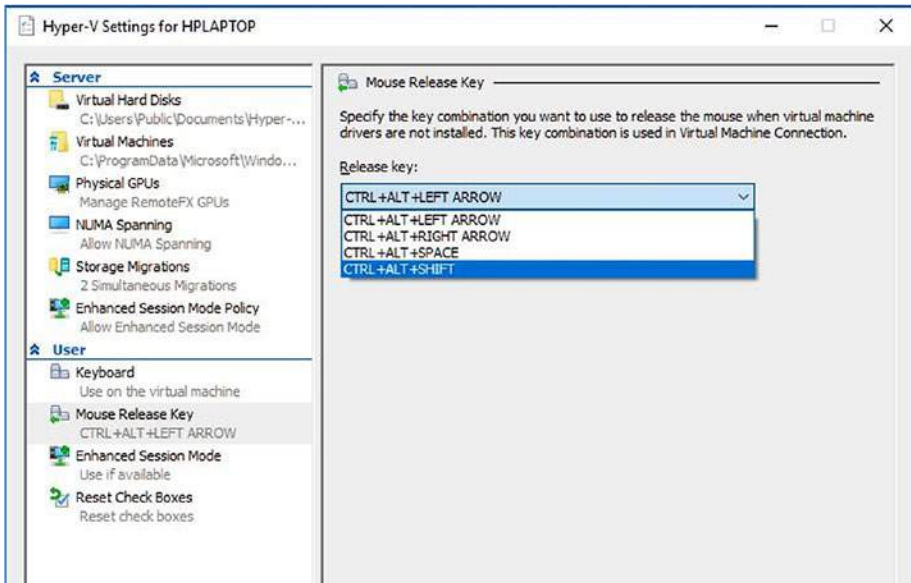 Hyper-V Settings for HPLAPTOP
Server
Virtual Hard Disks
C:\Users\Public\Documents\Hyper-...
Virtual Machines
C:\ProgramData\Microsoft\Windo...
Physical GPUs
Manage RemoteFX GPUs
NUMA Spanning
Allow NUMA Spanning
Storage Migrations
2 Simultaneous Migrations
Enhanced Session Mode Policy
Allow Enhanced Session Mode
User
Keyboard
Use on the virtual machine
Mouse Release Key
CTRL+ALT+LEFT ARROW
Enhanced Session Mode
Use if available
Reset Check Boxes
Reset check boxes
Mouse Release Key
Specify the key combination you want to use to release the mouse when virtual machine
drivers are not installed. This key combination is used in Virtual Machine Connection.
Release key:
CTRL+ALT+LEFT ARROW
CTRL+ALT+LEFT ARROW
CTRL+ALT+RIGHT ARROW
CTRL+ALT+SPACE
CTRL+ALT+SHIFT